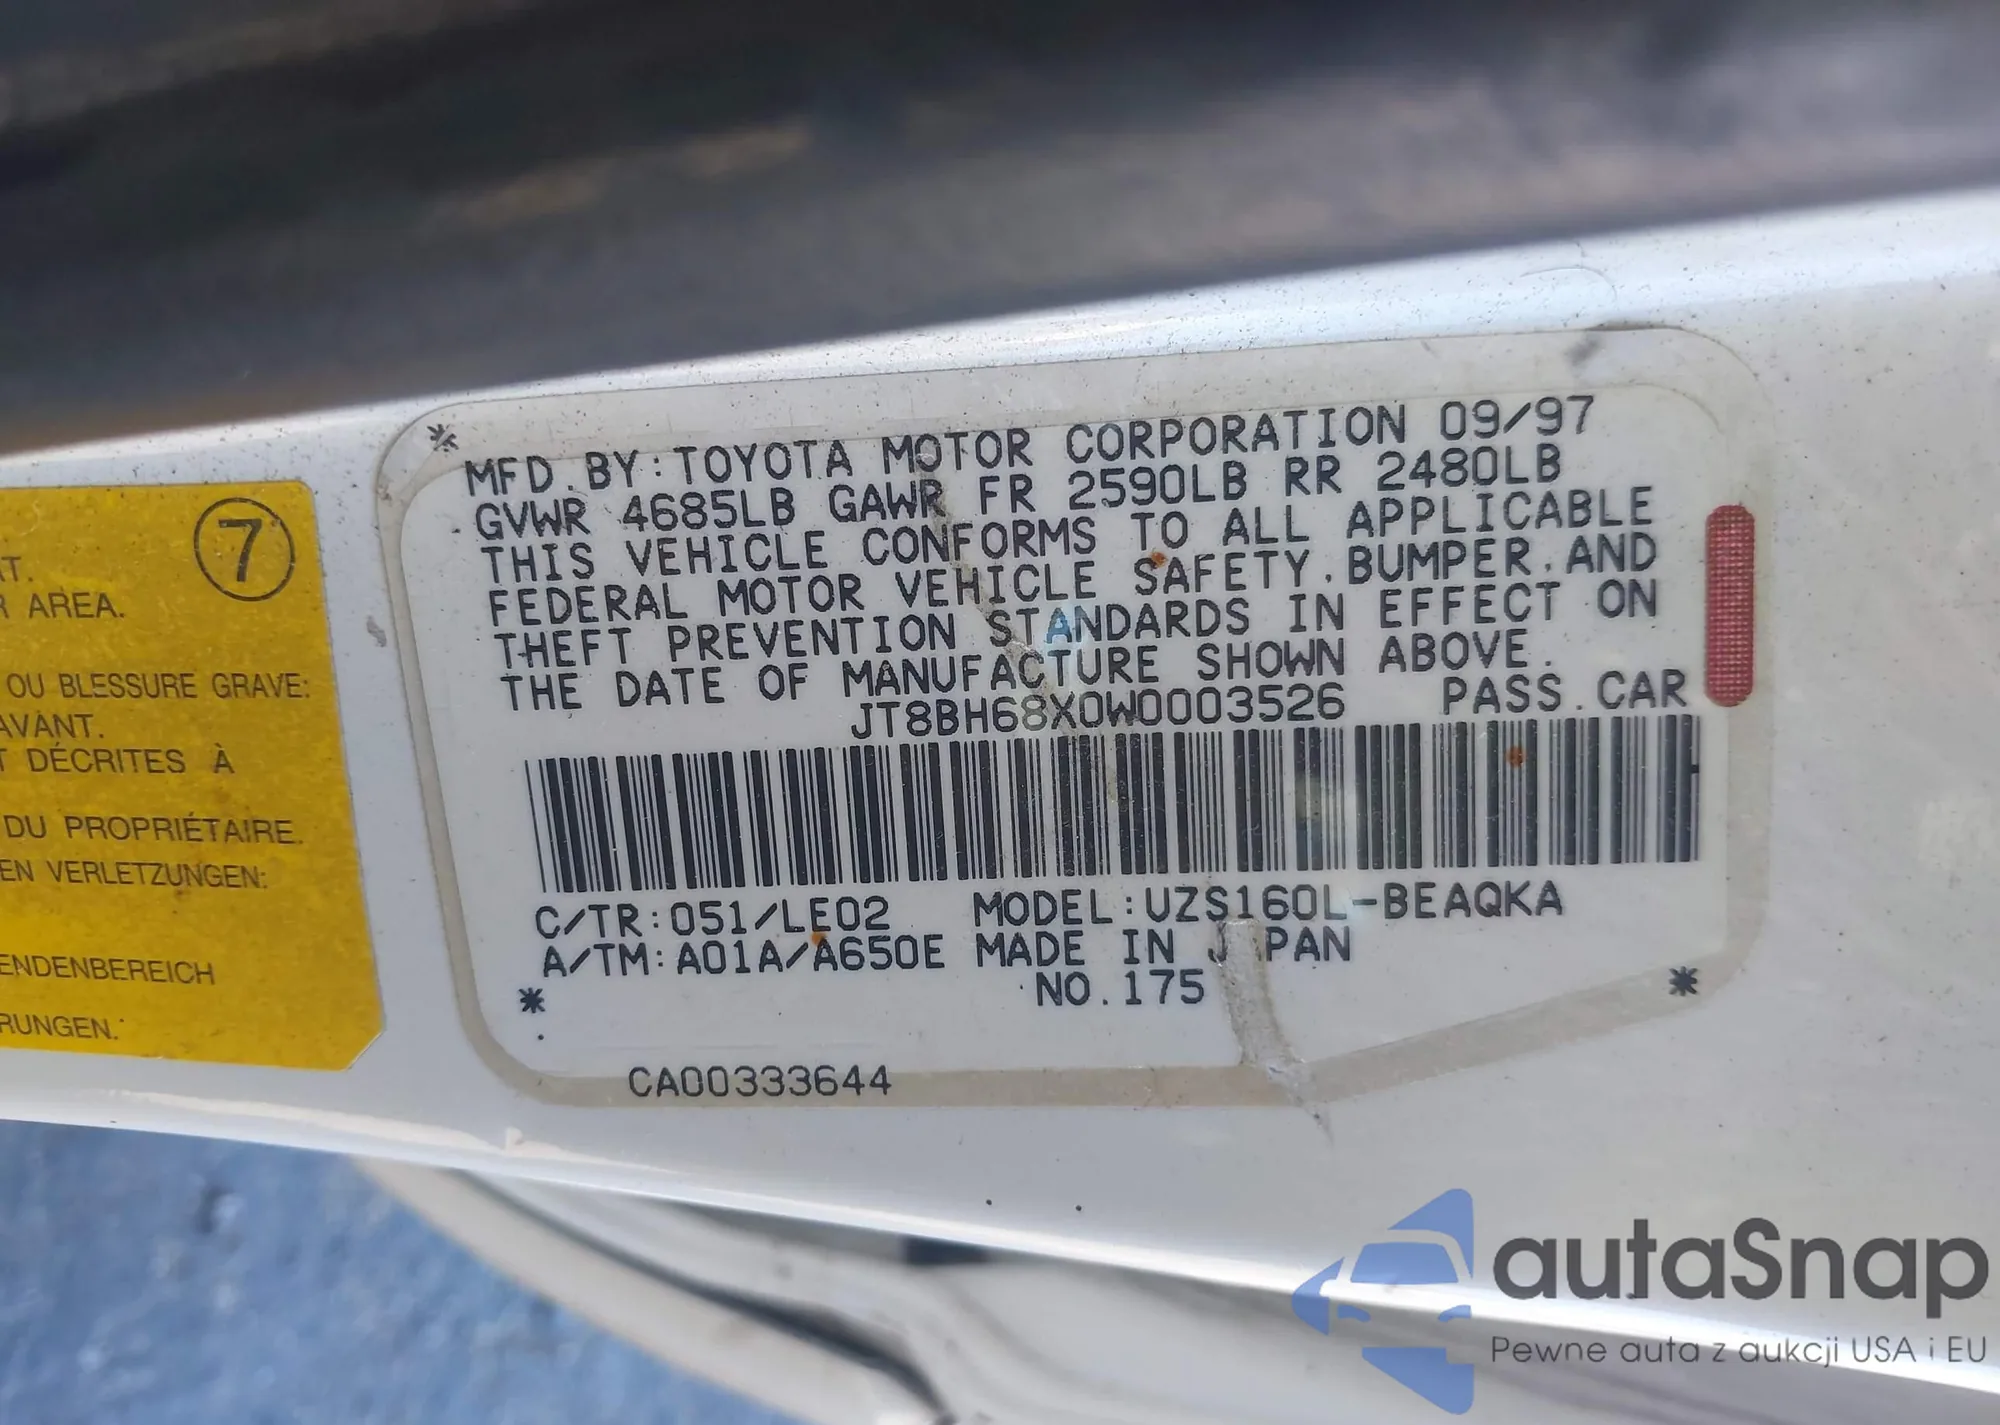 MFD. BY:TOYOTA MOTOR CORPORATION 09/97
GVWR 4685LB GAWR FR 2590LB RR 2480LB
THIS VEHICLE CONFORMS TO ALL APPLICABLE
FEDERAL MOTOR VEHICLE SAFETY, BUMPER, AND
THEFT PREVENTION STANDARDS IN EFFECT ON
THE DATE OF MANUFACTURE SHOWN ABOVE.
JT8BH68X0W0003526 PASS. CAR
C/TR:051/LE02 MODEL:UZS160L-BEAQKA
A/TM:A01A/A650E MADE IN JAPAN
NO.175
CA00333644
7
AREA.
OU BLESSURE GRAVE:
AVANT.
DÉCRITES À
DU PROPRIÉTAIRE.
EN VERLETZUNGEN:
ENDENBEREICH
RUNGEN.
autaSnap
Pewne auta z aukcji USA i EU